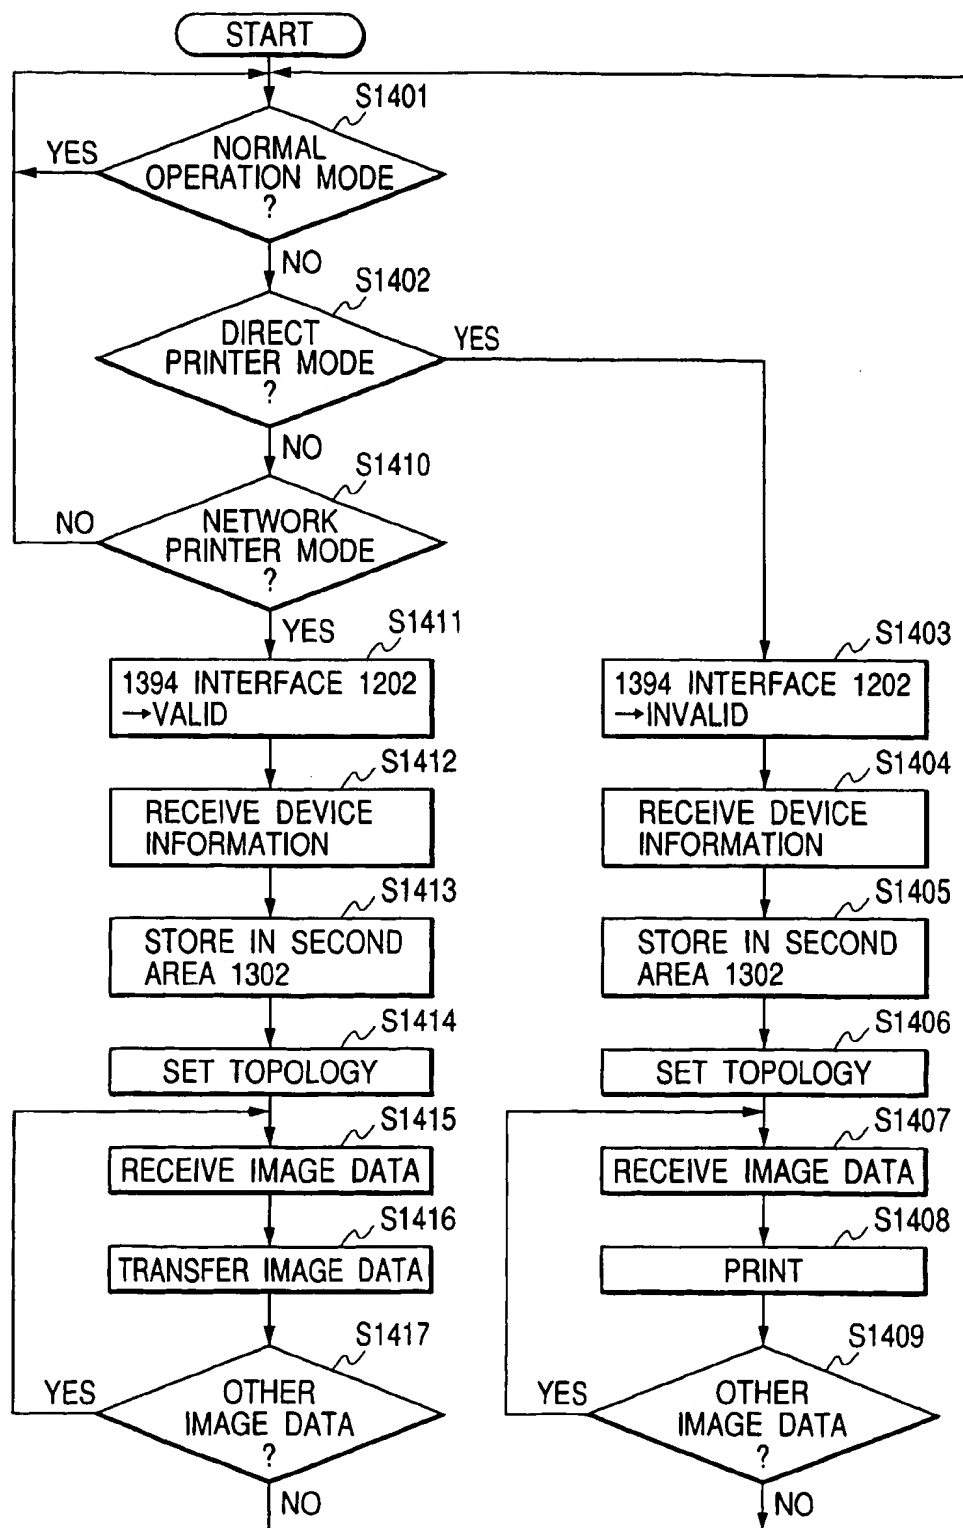 START
S1401
YES
NORMAL
OPERATION MODE
?
NO
S1402
DIRECT
PRINTER MODE
?
YES
NO
S1410
NO
NETWORK
PRINTER MODE
?
YES
S1411
1394 INTERFACE 1202
→VALID
S1412
RECEIVE DEVICE
INFORMATION
S1413
STORE IN SECOND
AREA 1302
S1414
SET TOPOLOGY
S1415
RECEIVE IMAGE DATA
S1416
TRANSFER IMAGE DATA
S1417
YES
OTHER
IMAGE DATA
?
NO
S1403
1394 INTERFACE 1202
→INVALID
S1404
RECEIVE DEVICE
INFORMATION
S1405
STORE IN SECOND
AREA 1302
S1406
SET TOPOLOGY
S1407
RECEIVE IMAGE DATA
S1408
PRINT
S1409
YES
OTHER
IMAGE DATA
?
NO